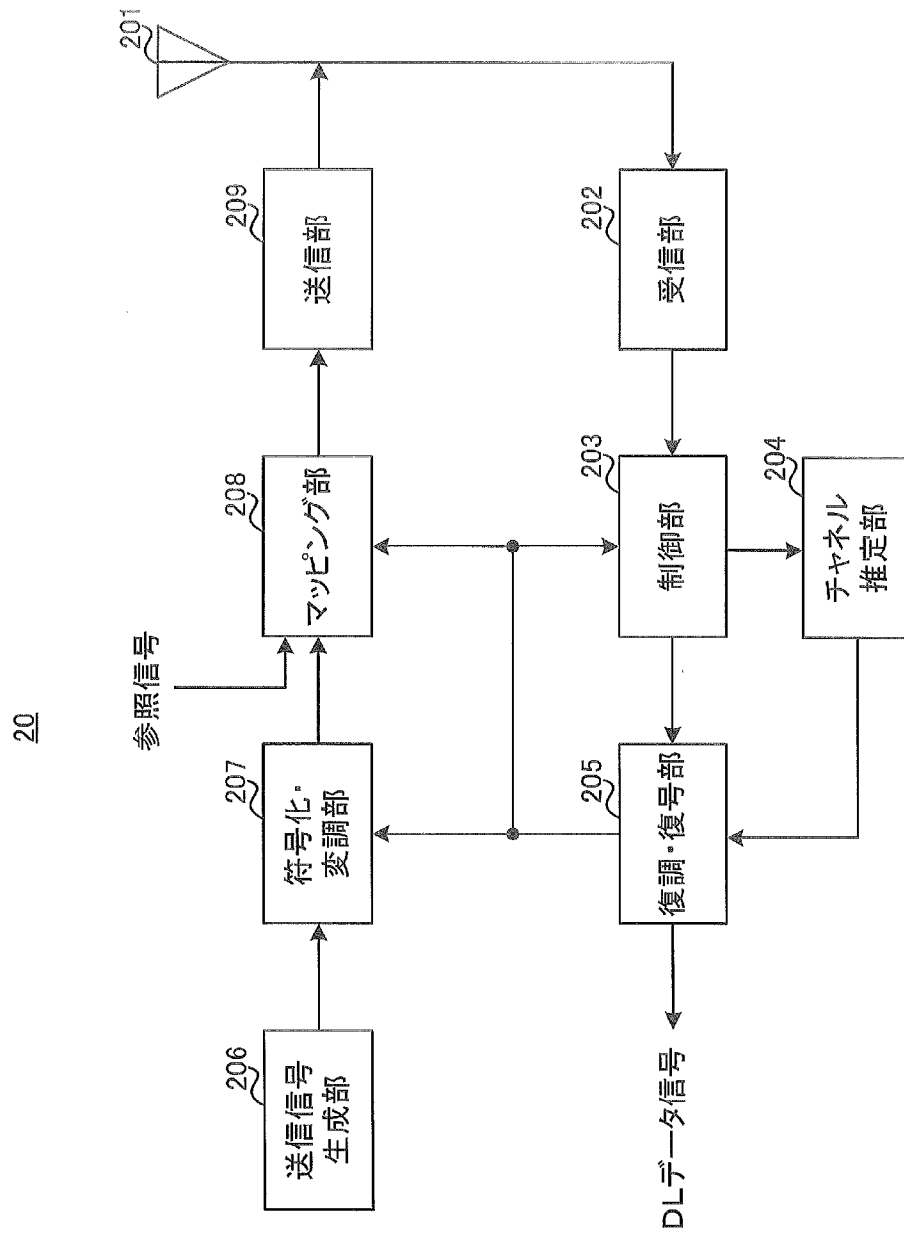 20
参照信号
206
送信信号
生成部
207
符号化・
変調部
208
マッピング部
209
送信部
201
DLデータ信号
205
復調・復号部
203
制御部
202
受信部
204
チャネル
推定部